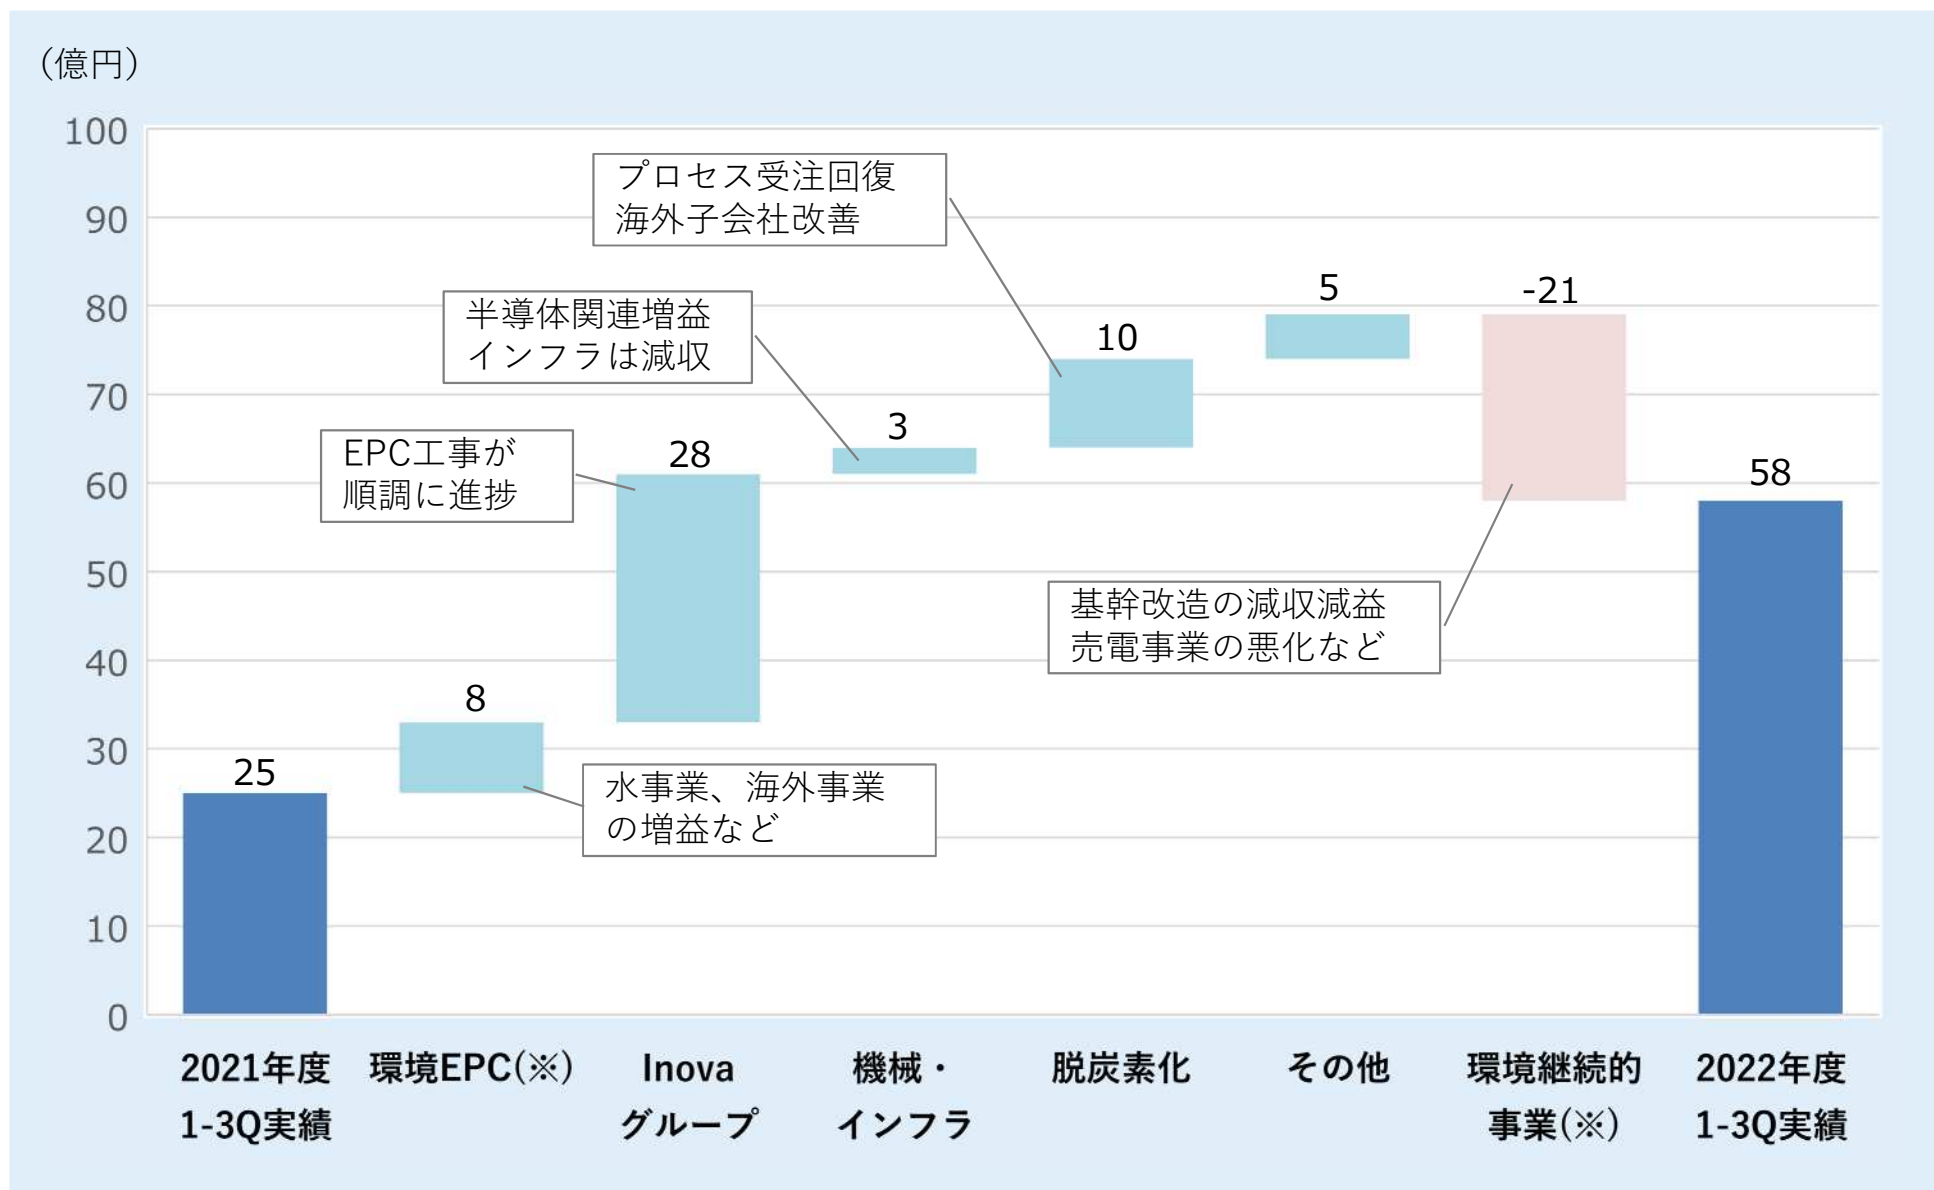 (億円)
100
90
80
70
60
50
40
30
20
10
0
プロセス受注回復
海外子会社改善
半導体関連増益
インフラは減収
EPC工事が
順調に進捗
水事業、海外事業
の増益など
基幹改造の減収減益
売電事業の悪化など
25
8
28
3
10
5
-21
58
2021年度
1-3Q実績
環境EPC(※)
Inova
グループ
機械・
インフラ
脱炭素化
その他
環境継続的
事業(※)
2022年度
1-3Q実績